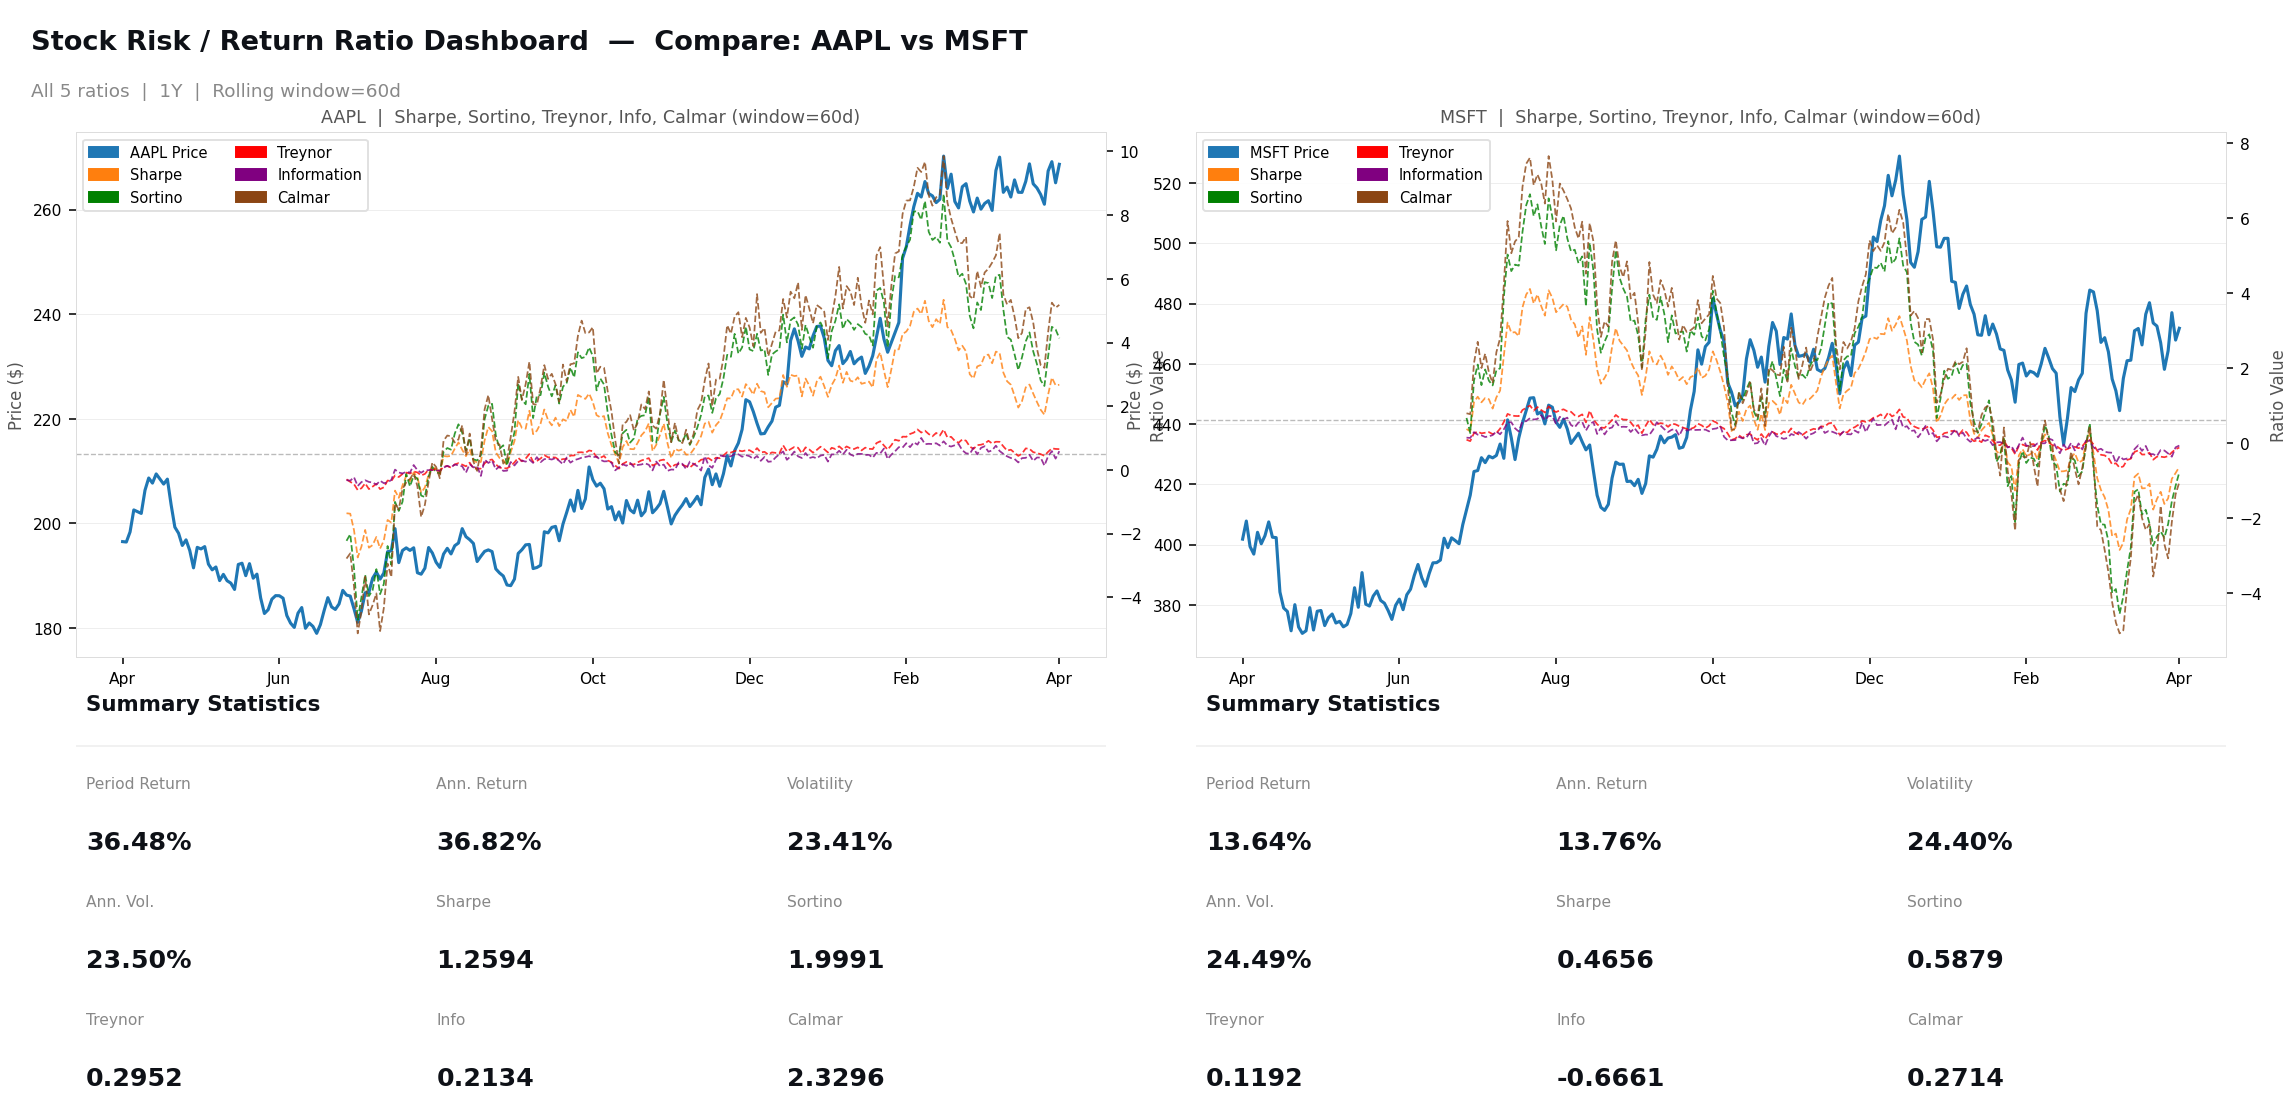 Stock Risk / Return Ratio Dashboard — Compare: AAPL vs MSFT
All 5 ratios | 1Y | Rolling window=60d
AAPL | Sharpe, Sortino, Treynor, Info, Calmar (window=60d)
AAPL Price
Sharpe
Sortino
Treynor
Information
Calmar
Price ($)
260
240
220
200
180
10
8
6
4
2
0
−2
−4
Ratio Value
Apr
Jun
Aug
Oct
Dec
Feb
Apr
MSFT | Sharpe, Sortino, Treynor, Info, Calmar (window=60d)
MSFT Price
Sharpe
Sortino
Treynor
Information
Calmar
Price ($)
520
500
480
460
440
420
400
380
8
6
4
2
0
−2
−4
Ratio Value
Apr
Jun
Aug
Oct
Dec
Feb
Apr
Summary Statistics
Period Return
Ann. Return
Volatility
36.48%
36.82%
23.41%
Ann. Vol.
Sharpe
Sortino
23.50%
1.2594
1.9991
Treynor
Info
Calmar
0.2952
0.2134
2.3296
Summary Statistics
Period Return
Ann. Return
Volatility
13.64%
13.76%
24.40%
Ann. Vol.
Sharpe
Sortino
24.49%
0.4656
0.5879
Treynor
Info
Calmar
0.1192
-0.6661
0.2714